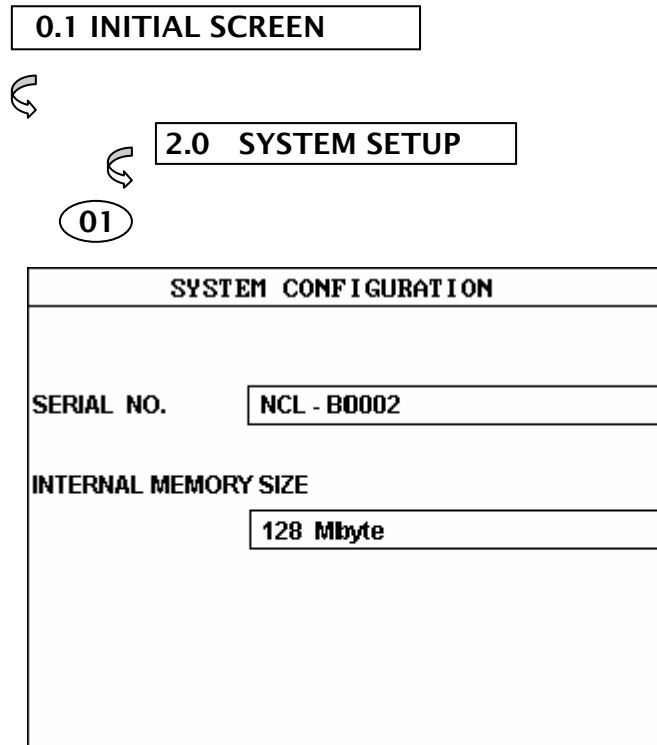 0.1 INITIAL SCREEN
2.0 SYSTEM SETUP
01
SYSTEM CONFIGURATION
SERIAL NO. NCL - B0002
INTERNAL MEMORY SIZE
128 Mbyte